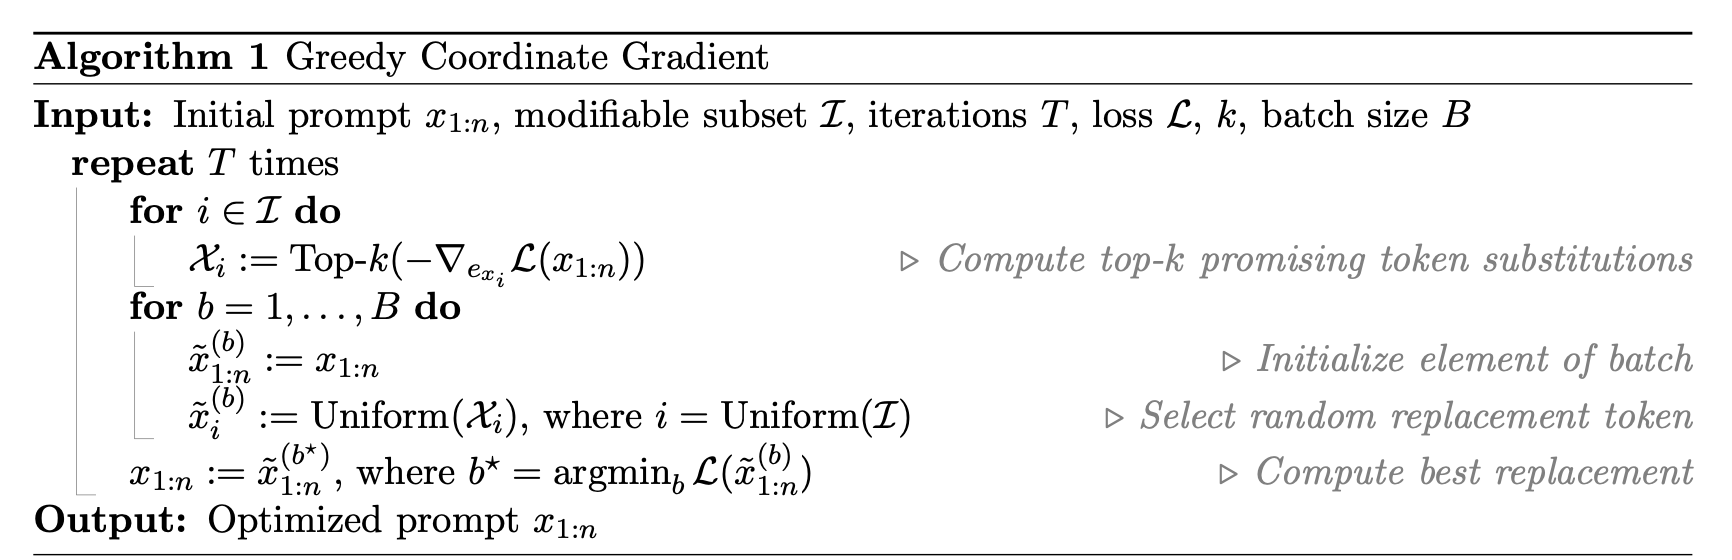 Algorithm 1 Greedy Coordinate Gradient
Input: Initial prompt $x_{1:n}$, modifiable subset $\mathcal{I}$, iterations $T$, loss $\mathcal{L}$, $k$, batch size $B$
repeat $T$ times
for $i \in \mathcal{I}$ do
$\mathcal{X}_i := \text{Top-}k(-\nabla_{e_{x_i}} \mathcal{L}(x_{1:n}))$ ▷ Compute top-k promising token substitutions
for $b = 1, \ldots, B$ do
$\tilde{x}_{1:n}^{(b)} := x_{1:n}$ ▷ Initialize element of batch
$\tilde{x}_i^{(b)} := \text{Uniform}(\mathcal{X}_i)$, where $i = \text{Uniform}(\mathcal{I})$ ▷ Select random replacement token
$x_{1:n} := \tilde{x}_{1:n}^{(b^\star)}$, where $b^\star = \text{argmin}_b \mathcal{L}(\tilde{x}_{1:n}^{(b)})$ ▷ Compute best replacement
Output: Optimized prompt $x_{1:n}$